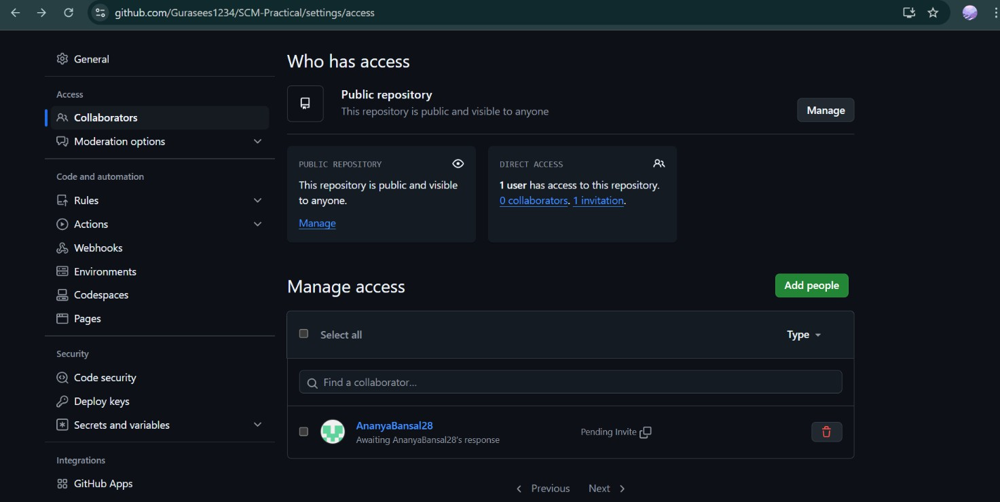 github.com/Gurasees1234/SCM-Practical/settings/access
General
Access
Collaborators
Moderation options
Code and automation
Rules
Actions
Webhooks
Environments
Codespaces
Pages
Security
Code security
Deploy keys
Secrets and variables
Integrations
GitHub Apps
Who has access
Public repository
This repository is public and visible to anyone
Manage
PUBLIC REPOSITORY
This repository is public and visible
to anyone.
Manage
DIRECT ACCESS
1 user has access to this repository.
0 collaborators. 1 invitation.
Manage access
Add people
Select all
Type
Find a collaborator...
AnanyaBansal28
Awaiting AnanyaBansal28's response
Pending Invite
Previous
Next